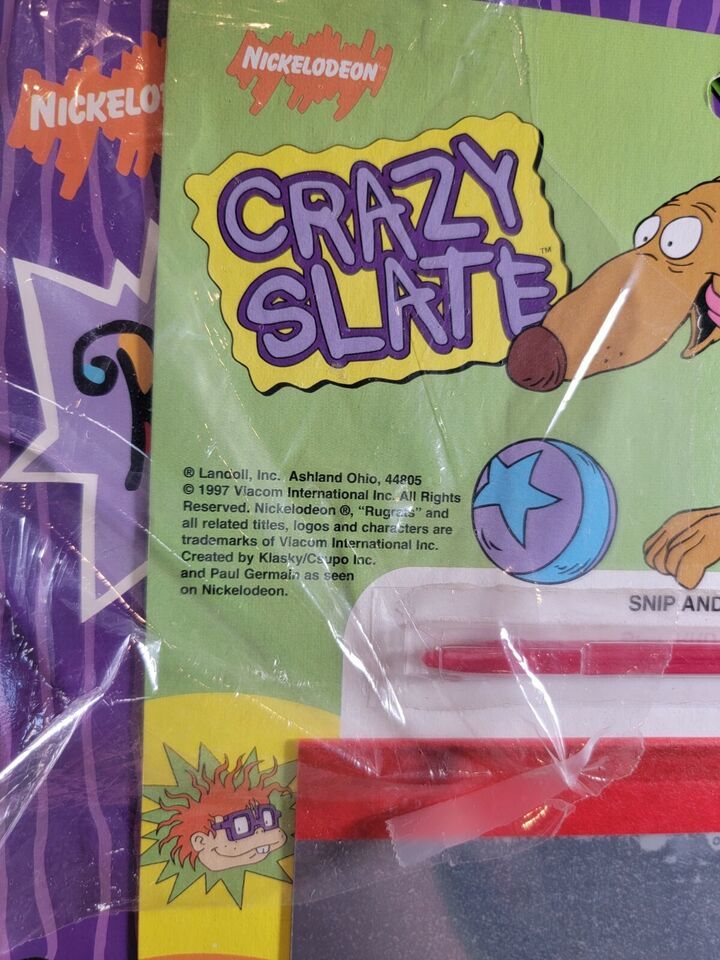 NICKELODEON
NICKELO
CRAZY
SLATE™
® Landoll, Inc. Ashland Ohio, 44805
© 1997 Viacom International Inc. All Rights
Reserved. Nickelodeon ®, “Rugrats” and
all related titles, logos and characters are
trademarks of Viacom International Inc.
Created by Klasky/Csupo Inc.
and Paul Germain as seen
on Nickelodeon.
SNIP AND